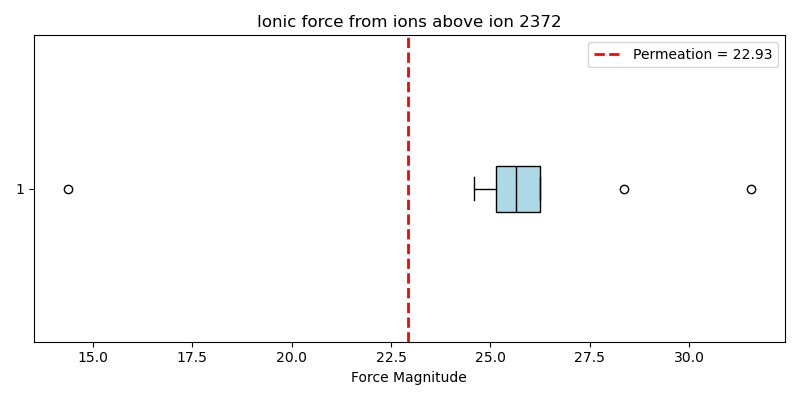 Ionic force from ions above ion 2372
Permeation = 22.93
1
15.0 17.5 20.0 22.5 25.0 27.5 30.0
Force Magnitude